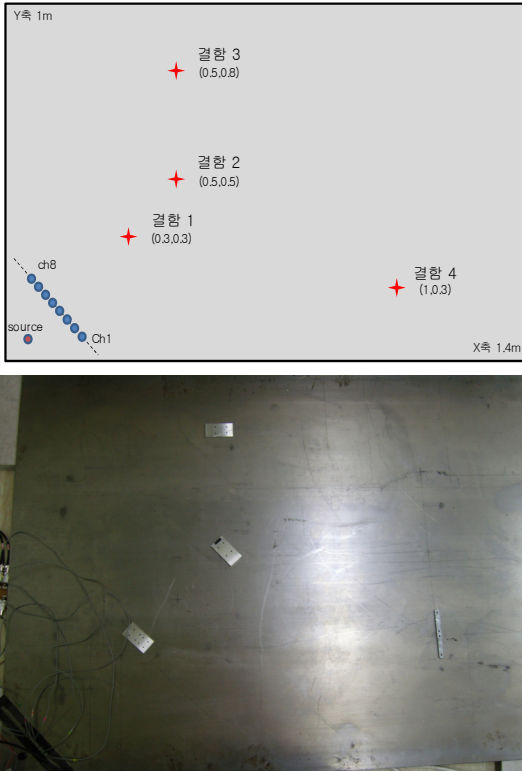 Y축 1m
결함 3
(0.5,0.8)
결함 2
(0.5,0.5)
결함 1
(0.3,0.3)
결함 4
(1,0.3)
ch8
source
Ch1
X축 1.4m